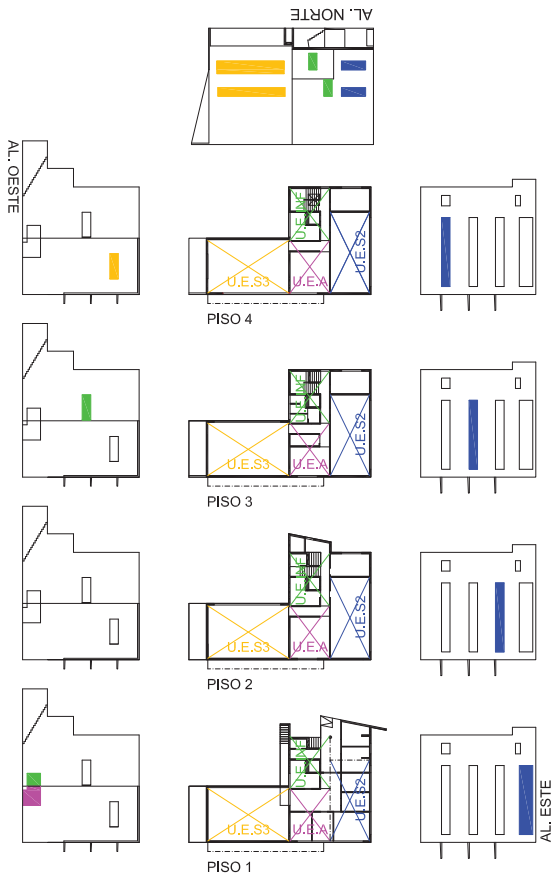 AL. NORTE
AL. OESTE
U.E.INF
U.E.S2
U.E.S3
U.E.A
PISO 4
U.E.INF
U.E.S2
U.E.S3
U.E.A
PISO 3
U.E.INF
U.E.S2
U.E.S3
U.E.A
PISO 2
U.E.INF
U.E.S2
U.E.S3
U.E.A
AL. ESTE
PISO 1